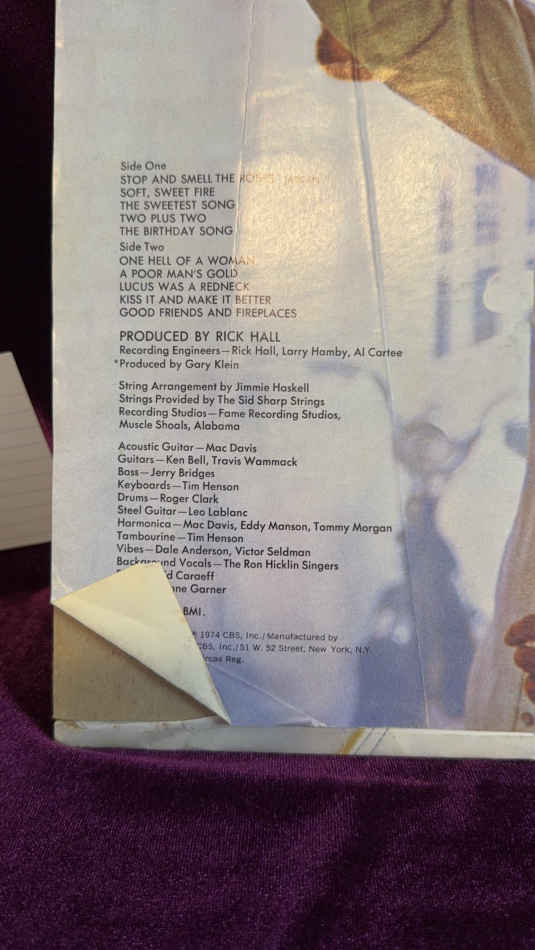 Side One
STOP AND SMELL THE ROSES
SOFT, SWEET FIRE
THE SWEETEST SONG
TWO PLUS TWO
THE BIRTHDAY SONG
Side Two
ONE HELL OF A WOMAN
A POOR MAN'S GOLD
LUCUS WAS A REDNECK
KISS IT AND MAKE IT BETTER
GOOD FRIENDS AND FIREPLACES
PRODUCED BY RICK HALL
Recording Engineers—Rick Hall, Larry Hamby, Al Cartee
*Produced by Gary Klein
String Arrangement by Jimmie Haskell
Strings Provided by The Sid Sharp Strings
Recording Studios—Fame Recording Studios,
Muscle Shoals, Alabama
Acoustic Guitar—Mac Davis
Guitars—Ken Bell, Travis Wammack
Bass—Jerry Bridges
Keyboards—Tim Henson
Drums—Roger Clark
Steel Guitar—Leo Lablanc
Harmonica—Mac Davis, Eddy Manson, Tommy Morgan
Tambourine—Tim Henson
Vibes—Dale Anderson, Victor Seldman
Background Vocals—The Ron Hicklin Singers
Caraeff
Garner
BMI.
1974 CBS, Inc./Manufactured by
CBS, Inc./51 W. 52 Street, New York, N.Y.
Reg.